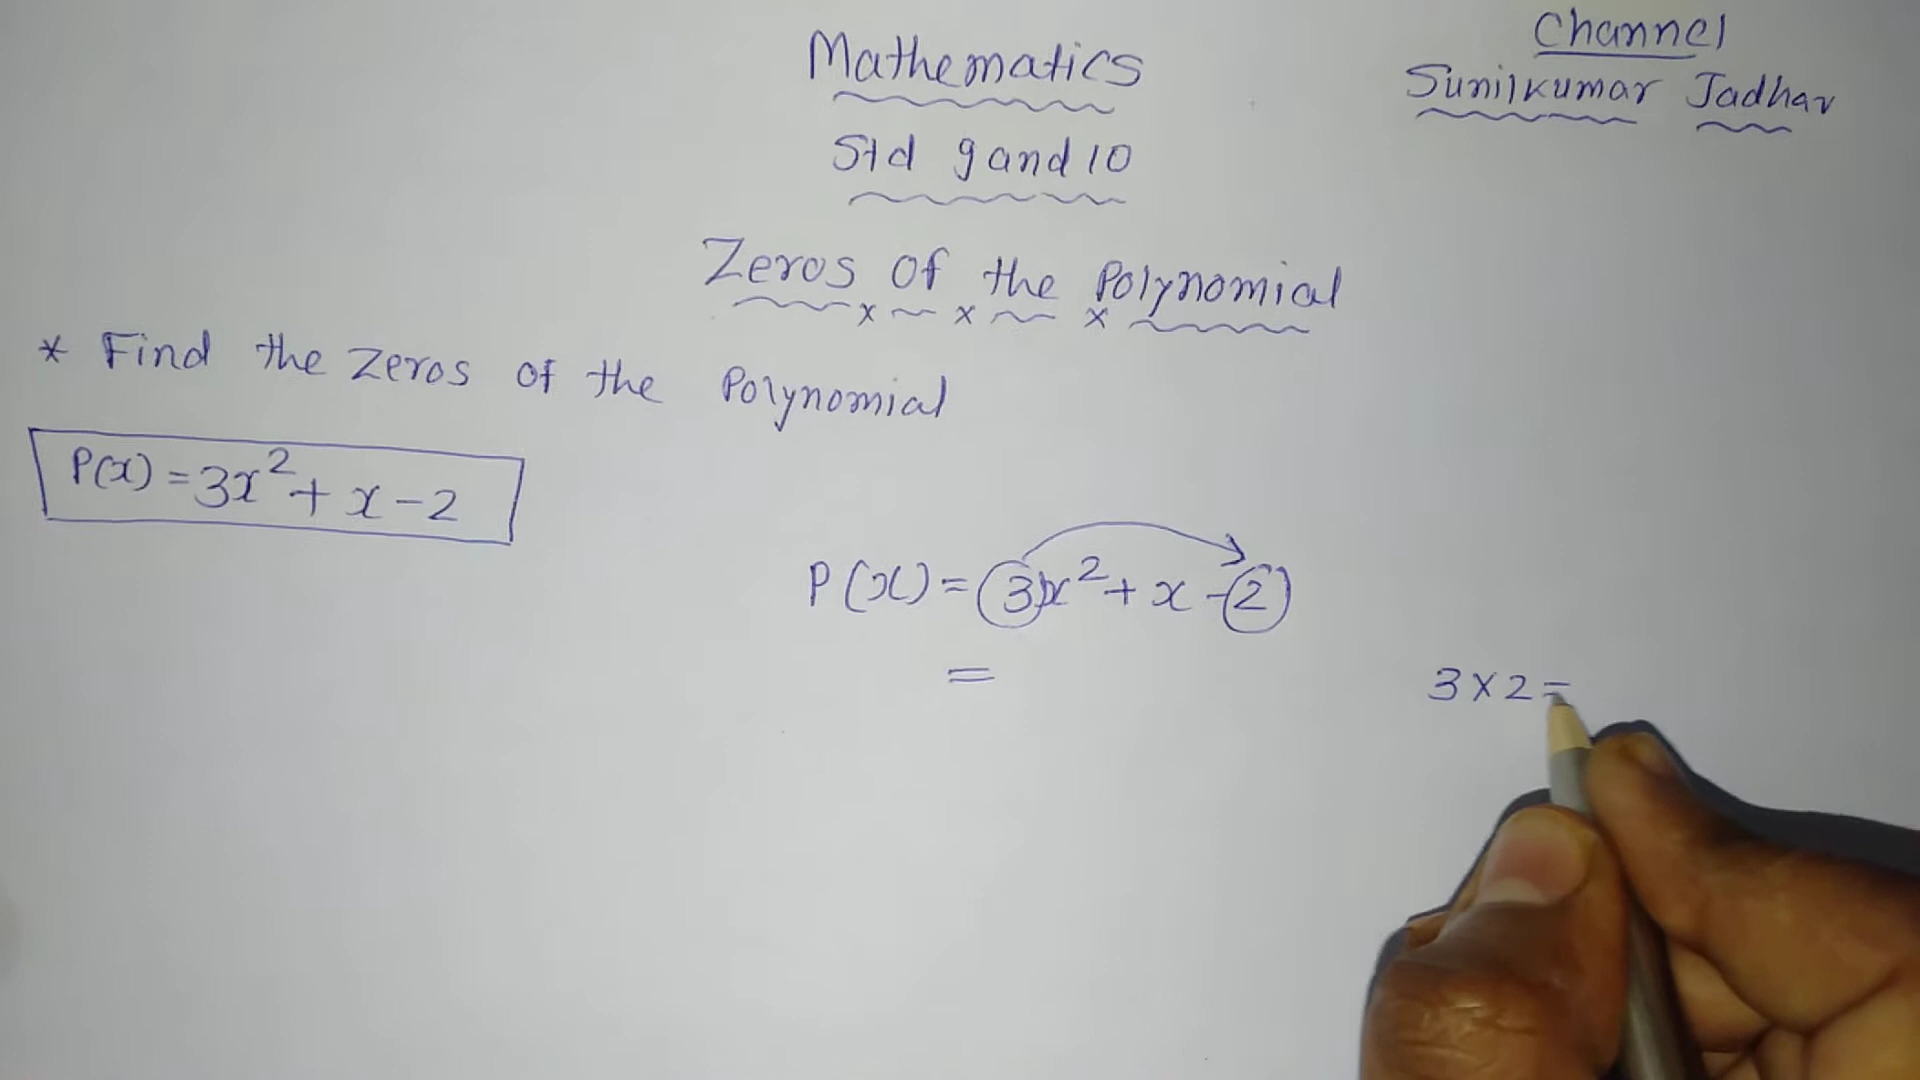 Channel
Sunilkumar Jadhav
Mathematics
Std 9 and 10
Zeros of the Polynomial
* Find the Zeros of the Polynomial
P(x) = 3x² + x - 2
P(x) = 3x² + x - 2
=
3 × 2 =